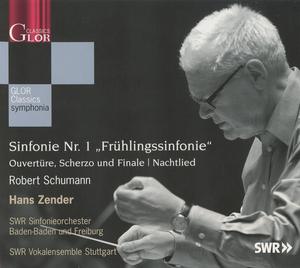 CLASSICS
GLOR
GLOR
Classics
symphonia
Sinfonie Nr. 1 „Frühlingssinfonie“
Ouvertüre, Scherzo und Finale | Nachtlied
Robert Schumann
Hans Zender
SWR Sinfonieorchester
Baden-Baden und Freiburg
SWR Vokalensemble Stuttgart
SWR»